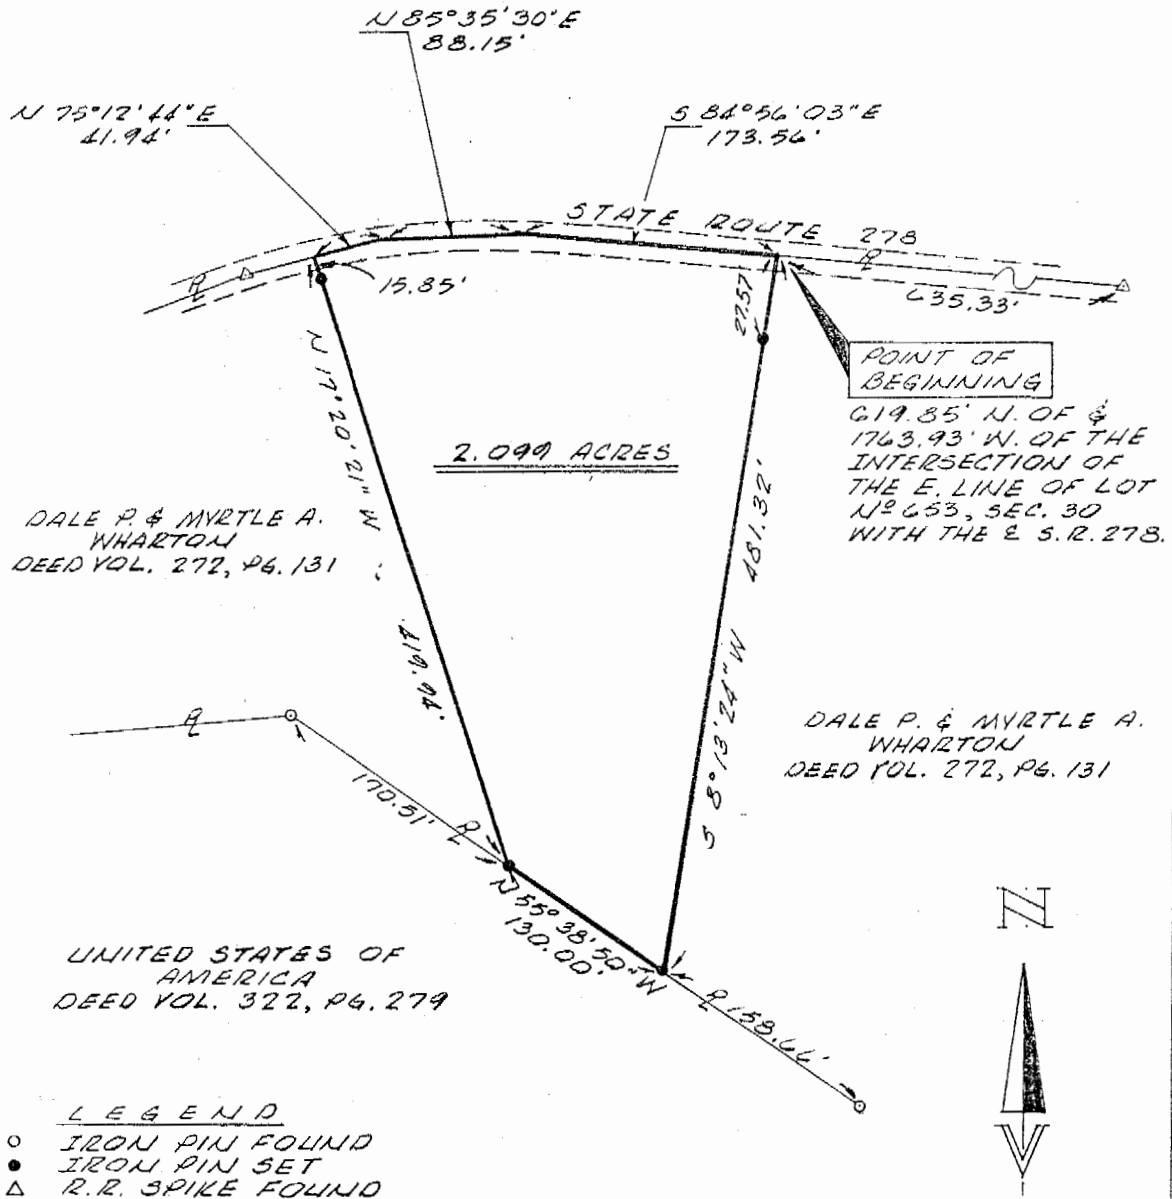 N 85°35'30"E
88.15'
N 75°12'44"E
41.94'
S 84°56'03"E
173.56'
STATE ROUTE 278
15.85'
27.57
635.33'
POINT OF
BEGINNING
619.85' N. OF &
1763.93' W. OF THE
INTERSECTION OF
THE E. LINE OF LOT
Nº 653, SEC. 30
WITH THE ℄ S.R. 278.
N 17°20'21" W
419.94'
2.099 ACRES
481.32'
S 8°13'24" W
DALE P. & MYRTLE A.
WHARTON
DEED VOL. 272, PG. 131
DALE P. & MYRTLE A.
WHARTON
DEED VOL. 272, PG. 131
170.51'
N 55°38'50" W
130.00'
158.66'
UNITED STATES OF
AMERICA
DEED VOL. 322, PG. 279
N
LEGEND
IRON PIN FOUND
IRON PIN SET
R.R. SPIKE FOUND